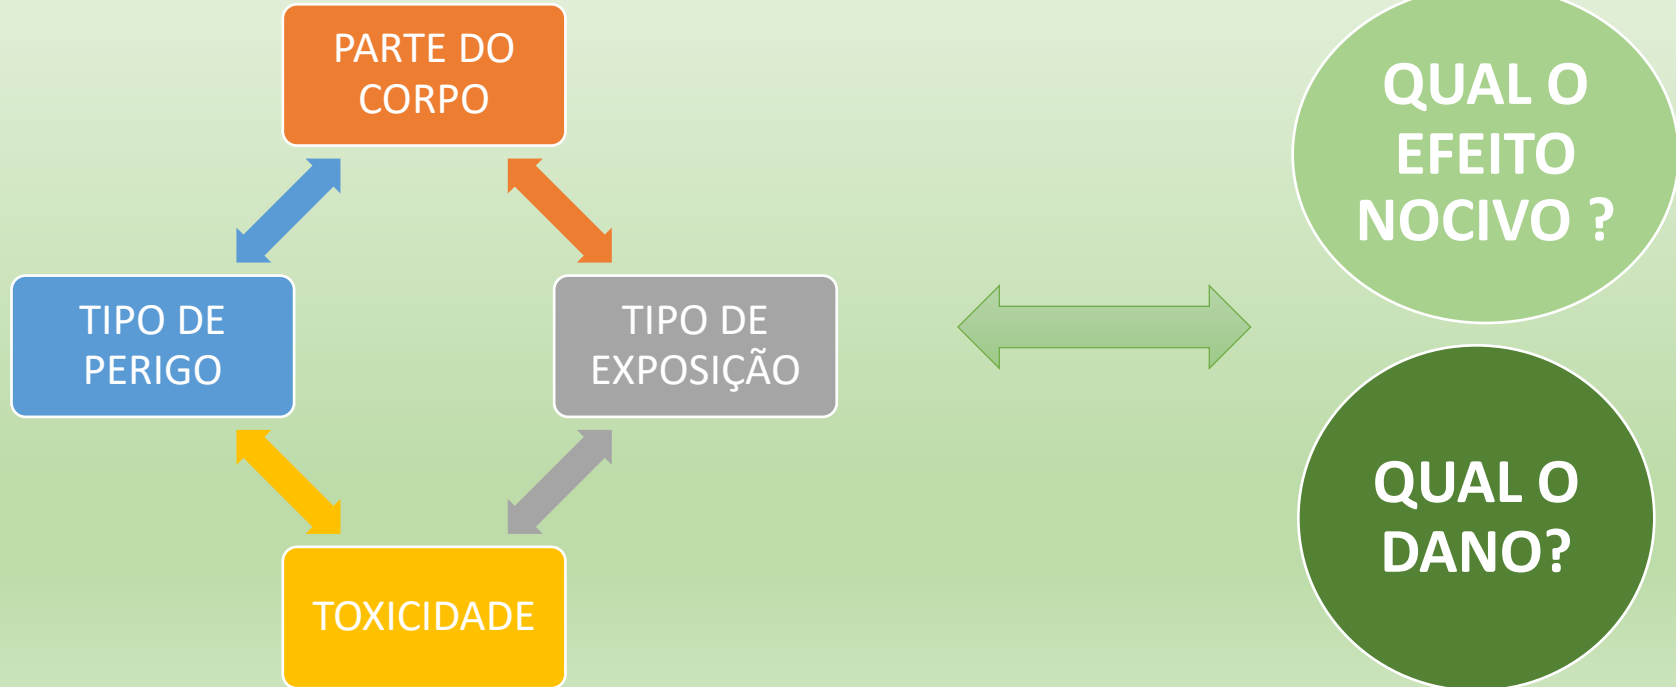 PARTE DO
CORPO
TIPO DE
PERIGO
TIPO DE
EXPOSIÇÃO
TOXICIDADE
QUAL O
EFEITO
NOCIVO ?
QUAL O
DANO?